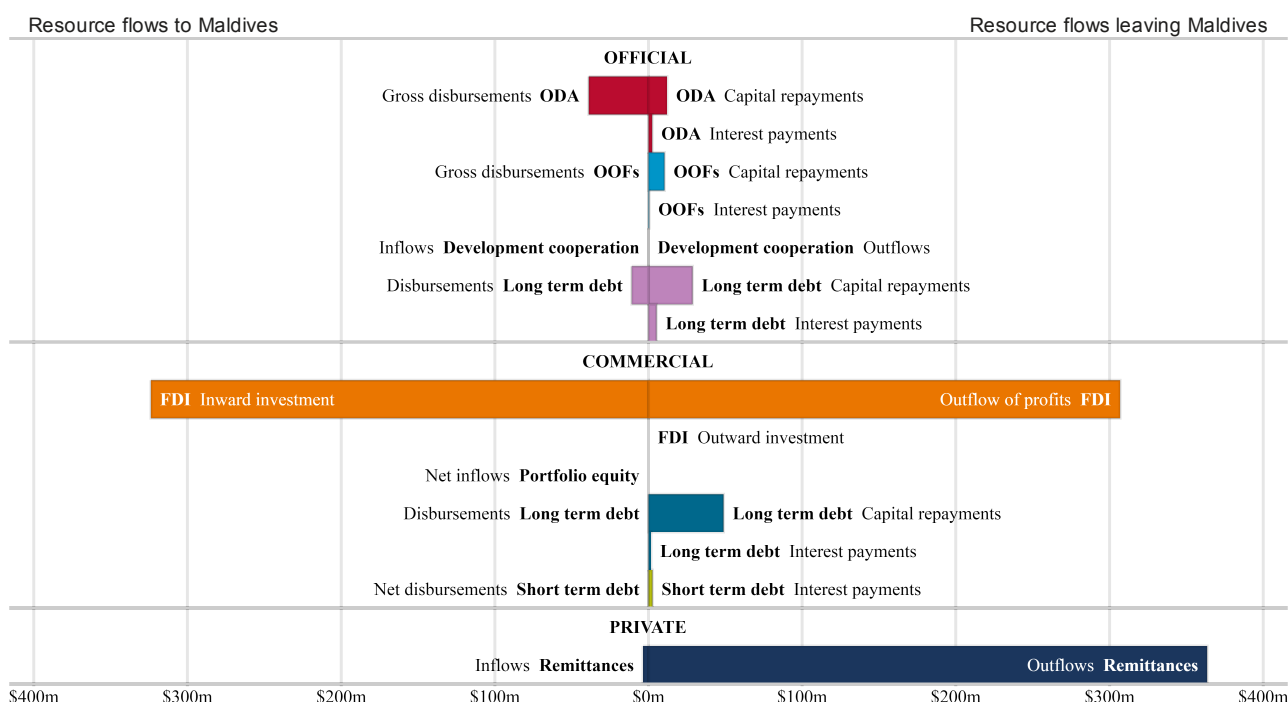 Resource flows to Maldives Resource flows leaving Maldives
OFFICIAL
Gross disbursements ODA ODA Capital repayments
ODA Interest payments
Gross disbursements OOFs OOFs Capital repayments
OOFs Interest payments
Inflows Development cooperation Development cooperation Outflows
Disbursements Long term debt Long term debt Capital repayments
Long term debt Interest payments
COMMERCIAL
FDI Inward investment Outflow of profits FDI
FDI Outward investment
Net inflows Portfolio equity
Disbursements Long term debt Long term debt Capital repayments
Long term debt Interest payments
Net disbursements Short term debt Short term debt Interest payments
PRIVATE
Inflows Remittances Outflows Remittances
$400m $300m $200m $100m $0m $100m $200m $300m $400m